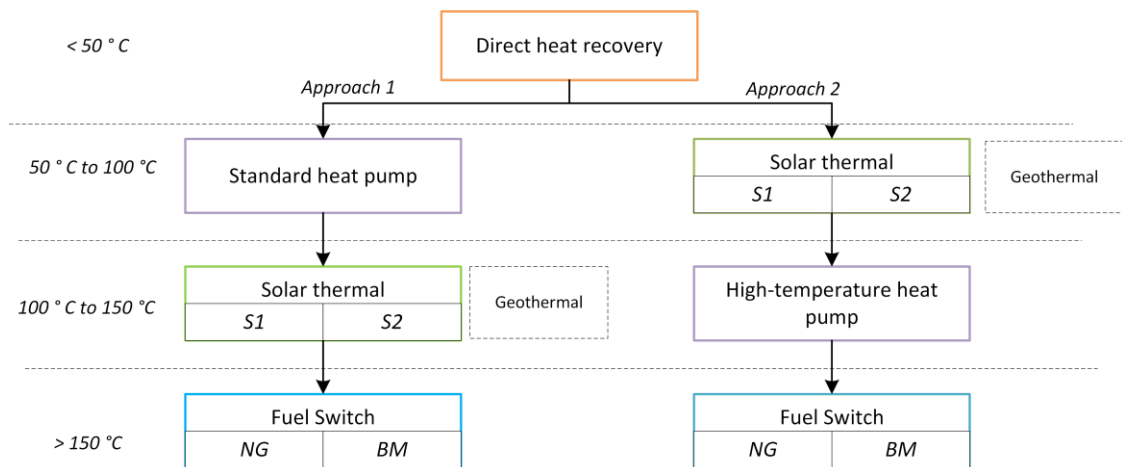 < 50 ° C
Direct heat recovery
Approach 1
Approach 2
50 ° C to 100 °C
Standard heat pump
Solar thermal
S1
S2
Geothermal
100 ° C to 150 °C
Solar thermal
S1
S2
Geothermal
High-temperature heat
pump
> 150 °C
Fuel Switch
NG
BM
Fuel Switch
NG
BM